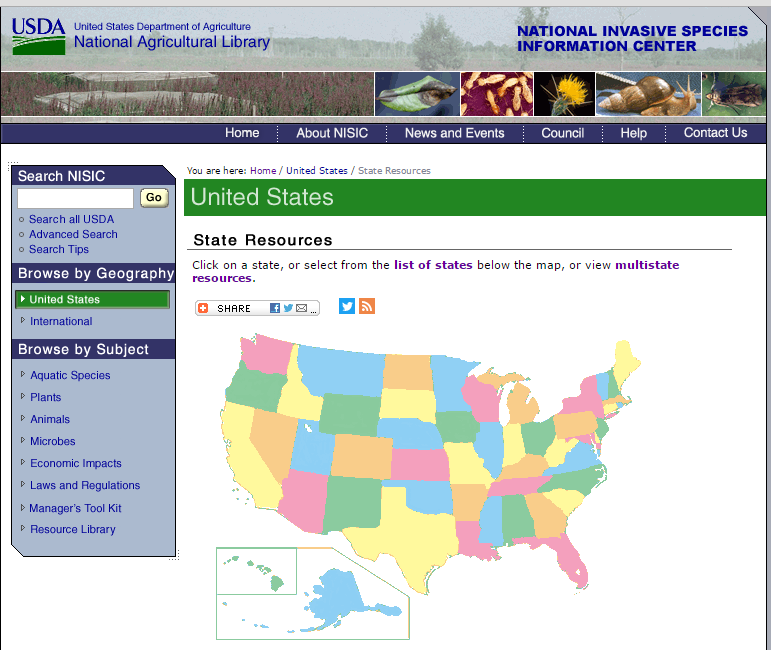 USDA
United States Department of Agriculture
National Agricultural Library
NATIONAL INVASIVE SPECIES
INFORMATION CENTER
Home About NISIC News and Events Council Help Contact Us
Search NISIC
Go
Search all USDA
Advanced Search
Search Tips
Browse by Geography
United States
International
Browse by Subject
Aquatic Species
Plants
Animals
Microbes
Economic Impacts
Laws and Regulations
Manager's Tool Kit
Resource Library
You are here: Home / United States / State Resources
United States
State Resources
Click on a state, or select from the list of states below the map, or view multistate
resources.
SHARE ...